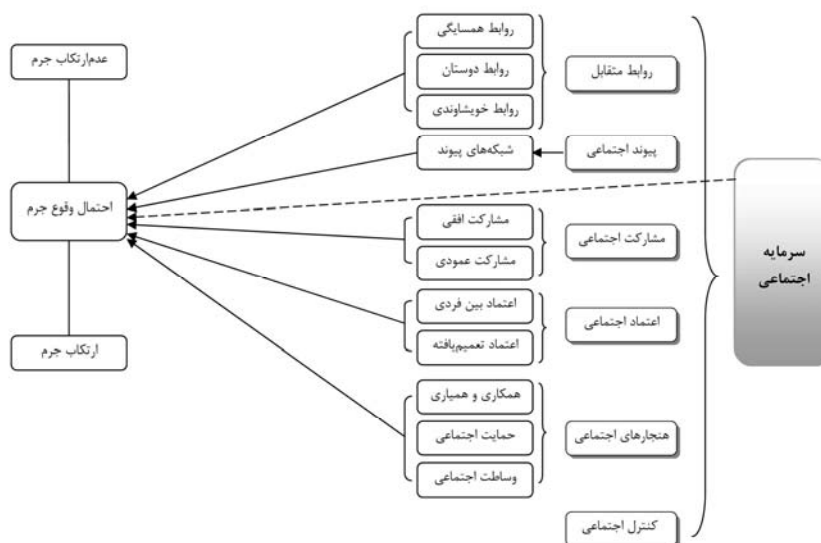 سرمایه
اجتماعی
روابط متقابل
روابط همسایگی
روابط دوستان
روابط خویشاوندی
پیوند اجتماعی
شبکه‌های پیوند
مشارکت اجتماعی
مشارکت افقی
مشارکت عمودی
اعتماد اجتماعی
اعتماد بین فردی
اعتماد تعمیم‌یافته
هنجارهای اجتماعی
همکاری و همیاری
حمایت اجتماعی
وساطت اجتماعی
کنترل اجتماعی
عدم‌ارتکاب جرم
احتمال وقوع جرم
ارتکاب جرم